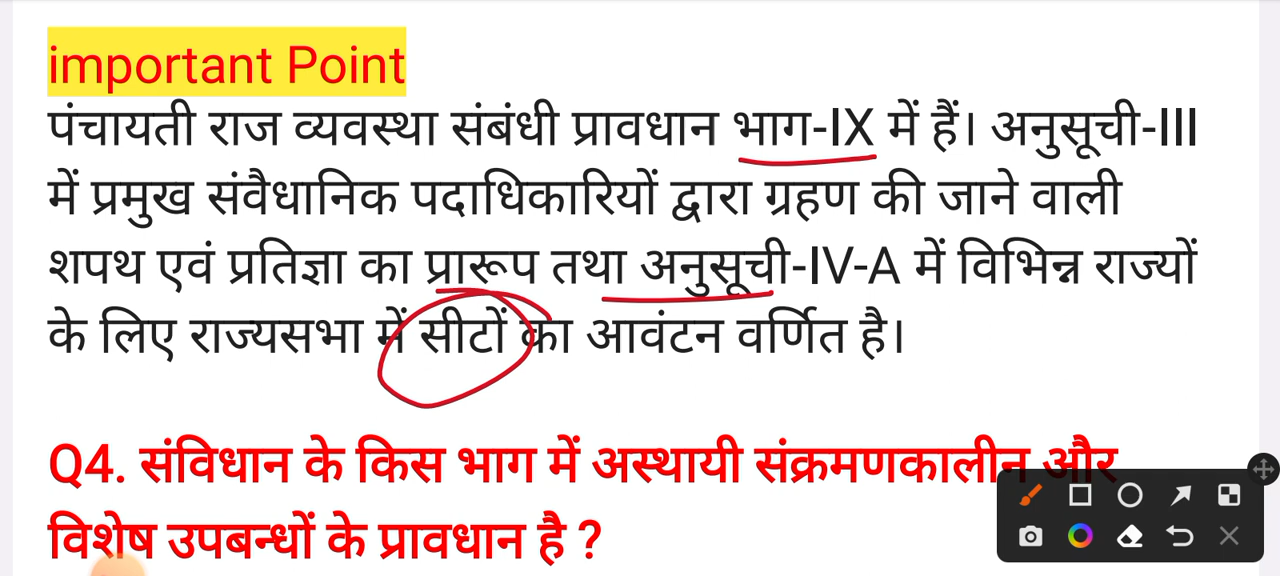 important Point
पंचायती राज व्यवस्था संबंधी प्रावधान भाग-IX में हैं। अनुसूची-III
में प्रमुख संवैधानिक पदाधिकारियों द्वारा ग्रहण की जाने वाली
शपथ एवं प्रतिज्ञा का प्रारूप तथा अनुसूची-IV-A में विभिन्न राज्यों
के लिए राज्यसभा में सीटों का आवंटन वर्णित है।
Q4. संविधान के किस भाग में अस्थायी संक्रमणकालीन और
विशेष उपबन्धों के प्रावधान है ?